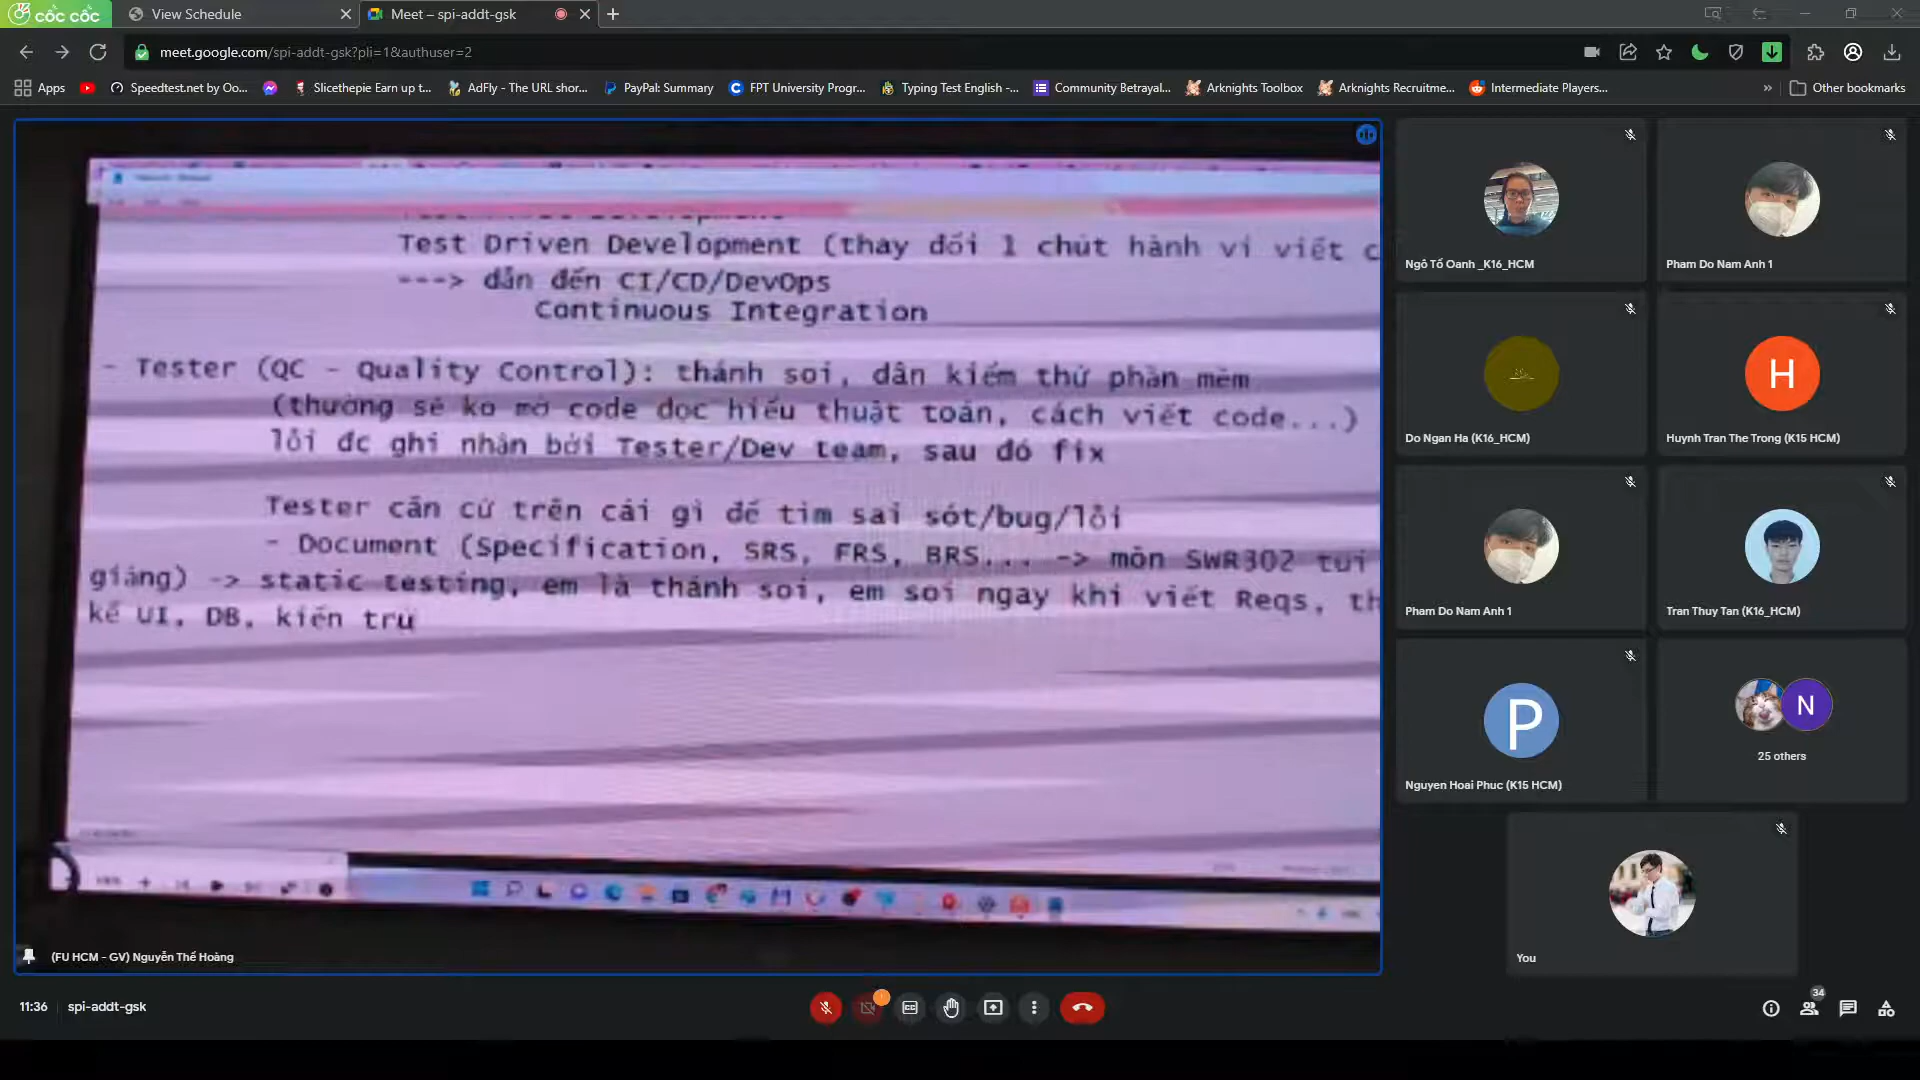 cốc cốc
View Schedule
Meet – spi-addt-gsk
meet.google.com/spi-addt-gsk?pli=1&authuser=2
Apps
Speedtest.net by Oo...
Slicethepie Earn up t...
AdFly - The URL shor...
PayPal: Summary
FPT University Progr...
Typing Test English -...
Community Betrayal...
Arknights Toolbox
Arknights Recruitme...
Intermediate Players...
»
Other bookmarks
Test Driven Development (thay đổi 1 chút hành vi viết c
---> dẫn đến CI/CD/DevOps
Continuous Integration
- Tester (QC - Quality Control): thánh soi, dân kiểm thử phần mềm
(thường sẽ ko mở code đọc hiểu thuật toán, cách viết code...)
lỗi đc ghi nhận bởi Tester/Dev team, sau đó fix
Tester căn cứ trên cái gì để tìm sai sót/bug/lỗi
- Document (Specification, SRS, FRS, BRS... -> môn SWR302 tui
giảng) -> static testing, em là thánh soi, em soi ngay khi viết Reqs, th
kế UI, DB, kiến trú
(FU HCM - GV) Nguyễn Thế Hoàng
Ngô Tố Oanh _K16_HCM
Pham Do Nam Anh 1
Do Ngan Ha (K16_HCM)
H
Huynh Tran The Trong (K15 HCM)
Pham Do Nam Anh 1
Tran Thuy Tan (K16_HCM)
P
Nguyen Hoai Phuc (K15 HCM)
N
25 others
You
11:36
spi-addt-gsk
34